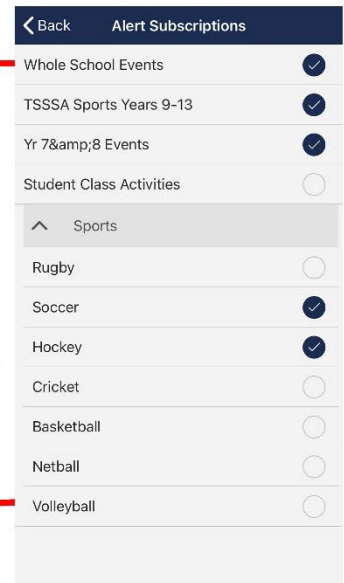 Back Alert Subscriptions
Whole School Events
TSSSA Sports Years 9-13
Yr 7&amp;8 Events
Student Class Activities
Sports
Rugby
Soccer
Hockey
Cricket
Basketball
Netball
Volleyball